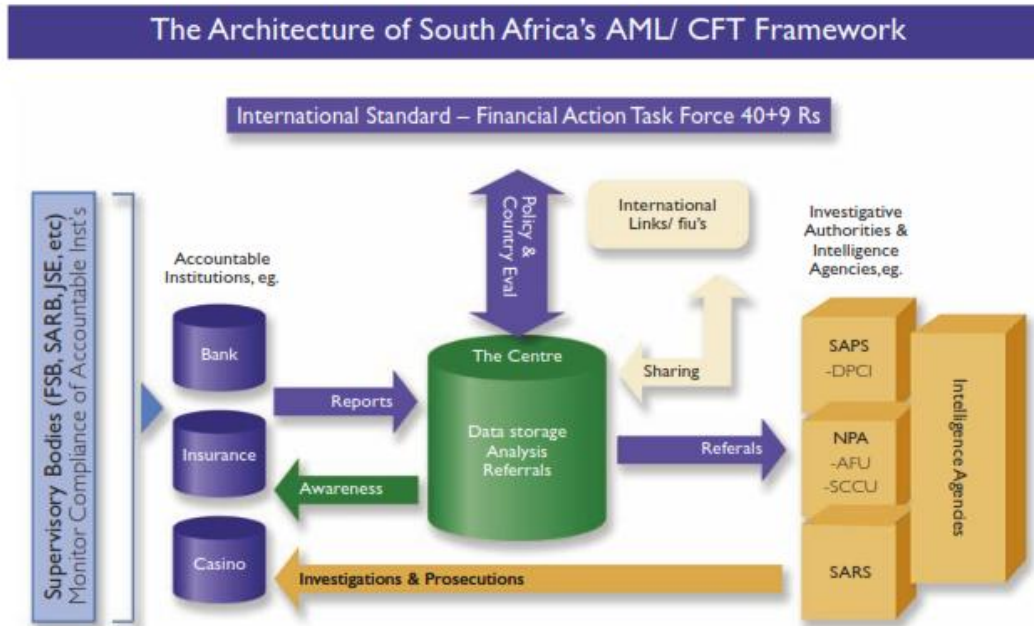 The Architecture of South Africa's AML/ CFT Framework
International Standard – Financial Action Task Force 40+9 Rs
Supervisory Bodies (FSB, SARB, JSE, etc)
Monitor Compliance of Accountable Inst's
Accountable
Institutions, eg.
Bank
Insurance
Casino
Reports
Awareness
Investigations & Prosecutions
Policy &
Country Eval
The Centre
Data storage
Analysis
Referrals
International
Links/ fiu's
Sharing
Referrals
Investigative
Authorities &
Intelligence
Agencies,eg.
SAPS
-DPCI
NPA
-AFU
-SCCU
SARS
Intelligence Agencies